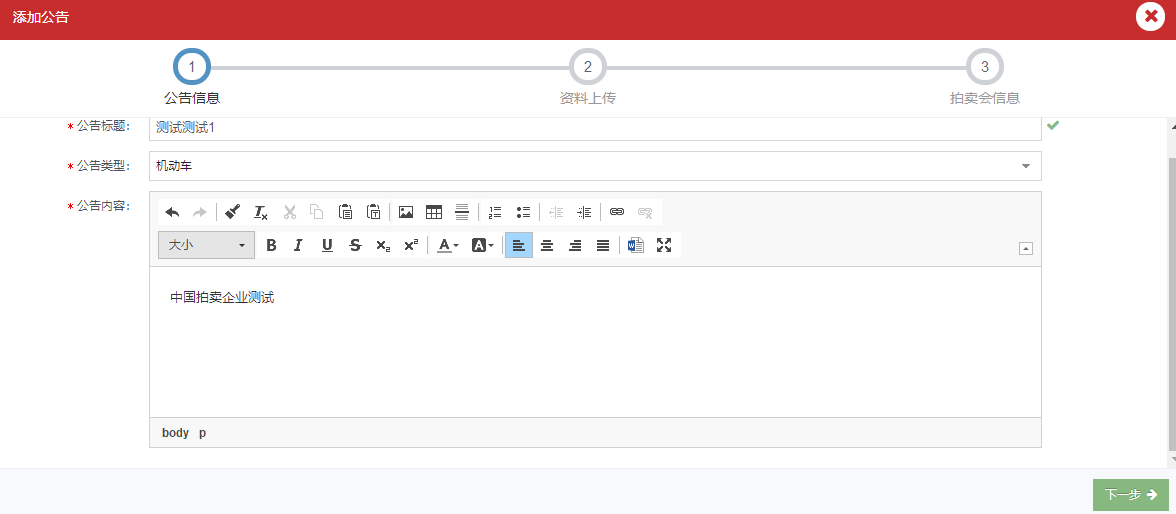 添加公告
1
2
3
公告信息
资料上传
拍卖会信息
* 公告标题: 测试测试1
* 公告类型: 机动车
* 公告内容:
大小
B I U S x₂ x² A A
中国拍卖企业测试
body p
下一步